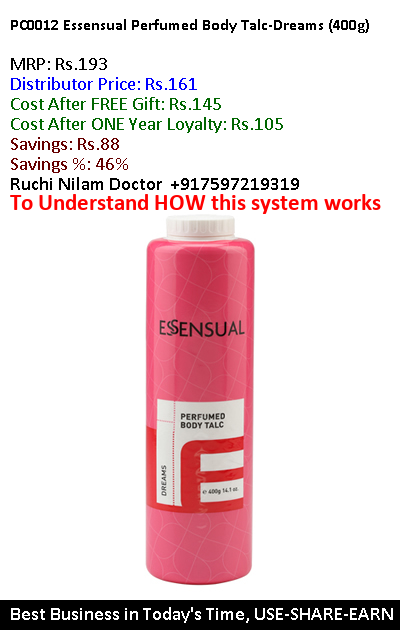 PC0012 Essensual Perfumed Body Talc-Dreams (400g)
MRP: Rs.193
Distributor Price: Rs.161
Cost After FREE Gift: Rs.145
Cost After ONE Year Loyalty: Rs.105
Savings: Rs.88
Savings %: 46%
Ruchi Nilam Doctor +917597219319
To Understand HOW this system works
ESSENSUAL
PERFUMED
BODY TALC
DREAMS
e 400g 14.1 oz.
Best Business in Today's Time, USE-SHARE-EARN